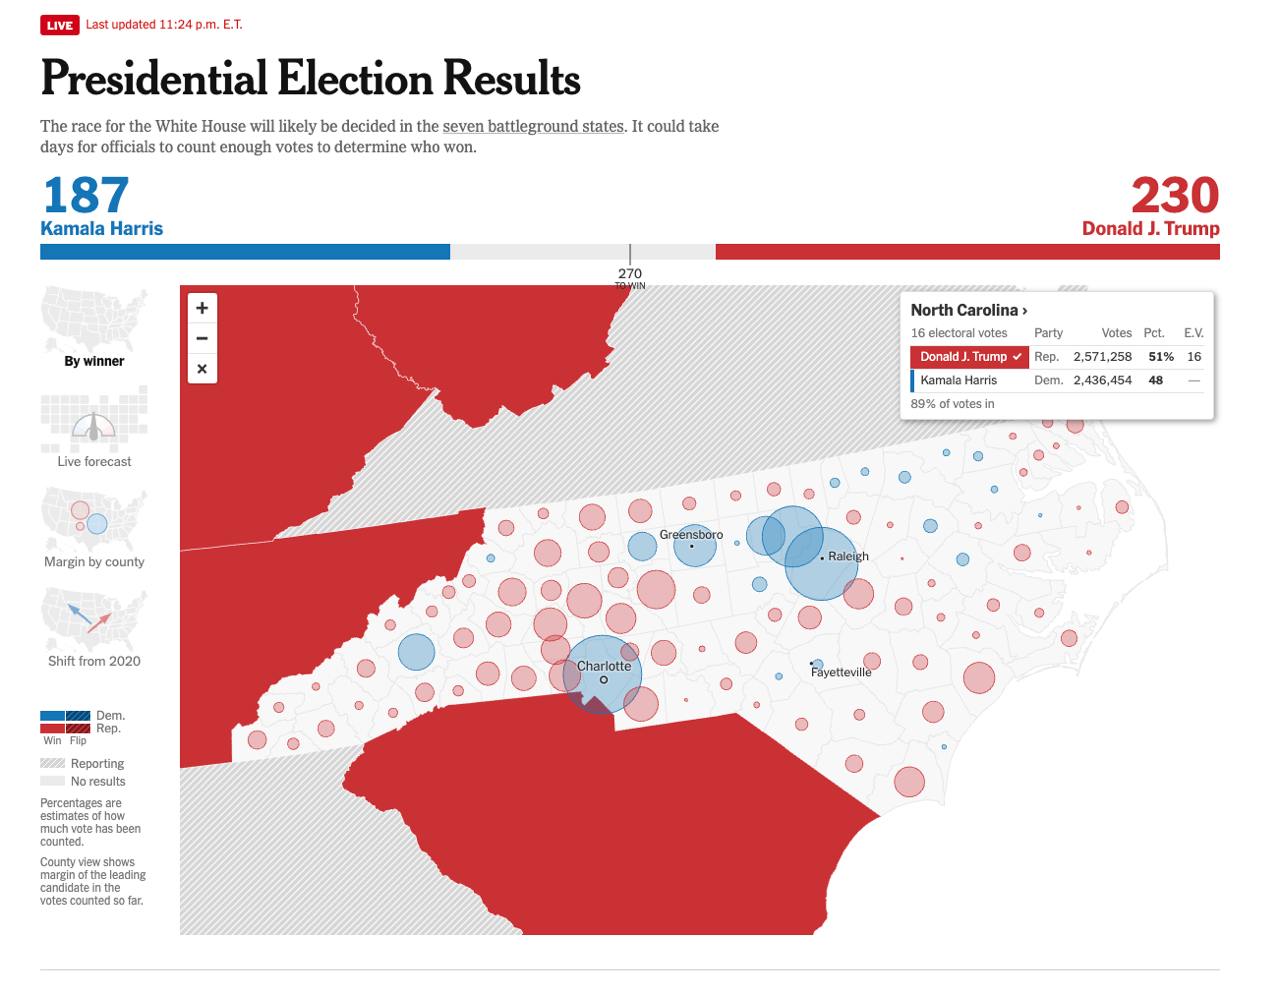 LIVE Last updated 11:24 p.m. E.T.
Presidential Election Results
The race for the White House will likely be decided in the seven battleground states. It could take
days for officials to count enough votes to determine who won.
187
Kamala Harris
230
Donald J. Trump
270
TO WIN
By winner
Live forecast
Margin by county
Shift from 2020
Dem.
Rep.
Win Flip
Reporting
No results
Percentages are
estimates of how
much vote has been
counted.
County view shows
margin of the leading
candidate in the
votes counted so far.
+
−
×
North Carolina ›
16 electoral votes Party Votes Pct. E.V.
Donald J. Trump ✓ Rep. 2,571,258 51% 16
Kamala Harris Dem. 2,436,454 48 —
89% of votes in
Greensboro
Raleigh
Charlotte
Fayetteville